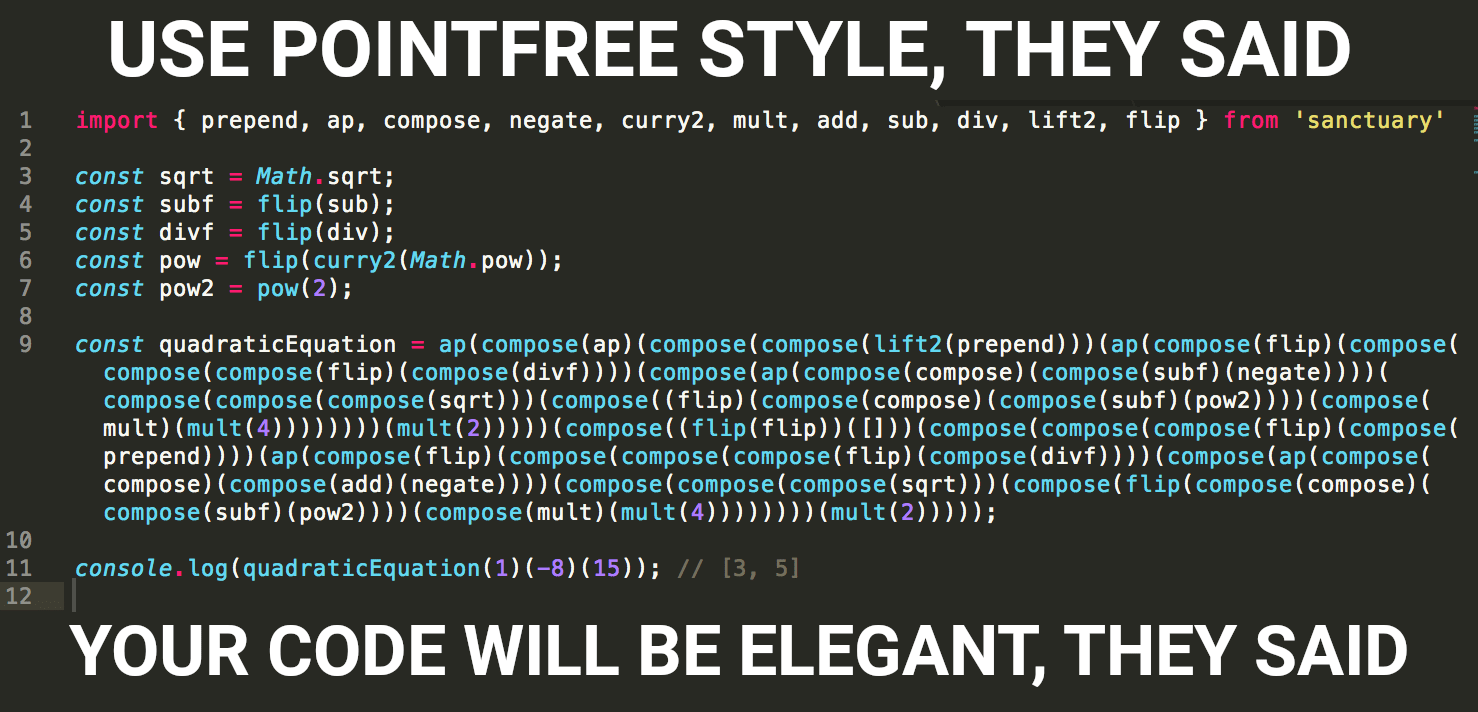 USE POINTFREE STYLE, THEY SAID
1 import { prepend, ap, compose, negate, curry2, mult, add, sub, div, lift2, flip } from 'sanctuary'
2
3 const sqrt = Math.sqrt;
4 const subf = flip(sub);
5 const divf = flip(div);
6 const pow = flip(curry2(Math.pow));
7 const pow2 = pow(2);
8
9 const quadraticEquation = ap(compose(ap)(compose(compose(lift2(prepend)))(ap(compose(flip)(compose(
compose(compose(flip)(compose(divf))))(compose(ap(compose(compose)(compose(subf)(negate))))(
compose(compose(compose(sqrt)))(compose((flip)(compose(compose)(compose(subf)(pow2))))(compose(
mult)(mult(4))))))))(mult(2)))))(compose((flip(flip))([]))(compose(compose(compose(flip)(compose(
prepend))))(ap(compose(flip)(compose(compose(compose(flip)(compose(divf))))(compose(ap(compose(
compose)(compose(add)(negate))))(compose(compose(compose(sqrt)))(compose(flip(compose(compose)(
compose(subf)(pow2))))(compose(mult)(mult(4))))))))(mult(2)))));
10
11 console.log(quadraticEquation(1)(-8)(15)); // [3, 5]
12
YOUR CODE WILL BE ELEGANT, THEY SAID